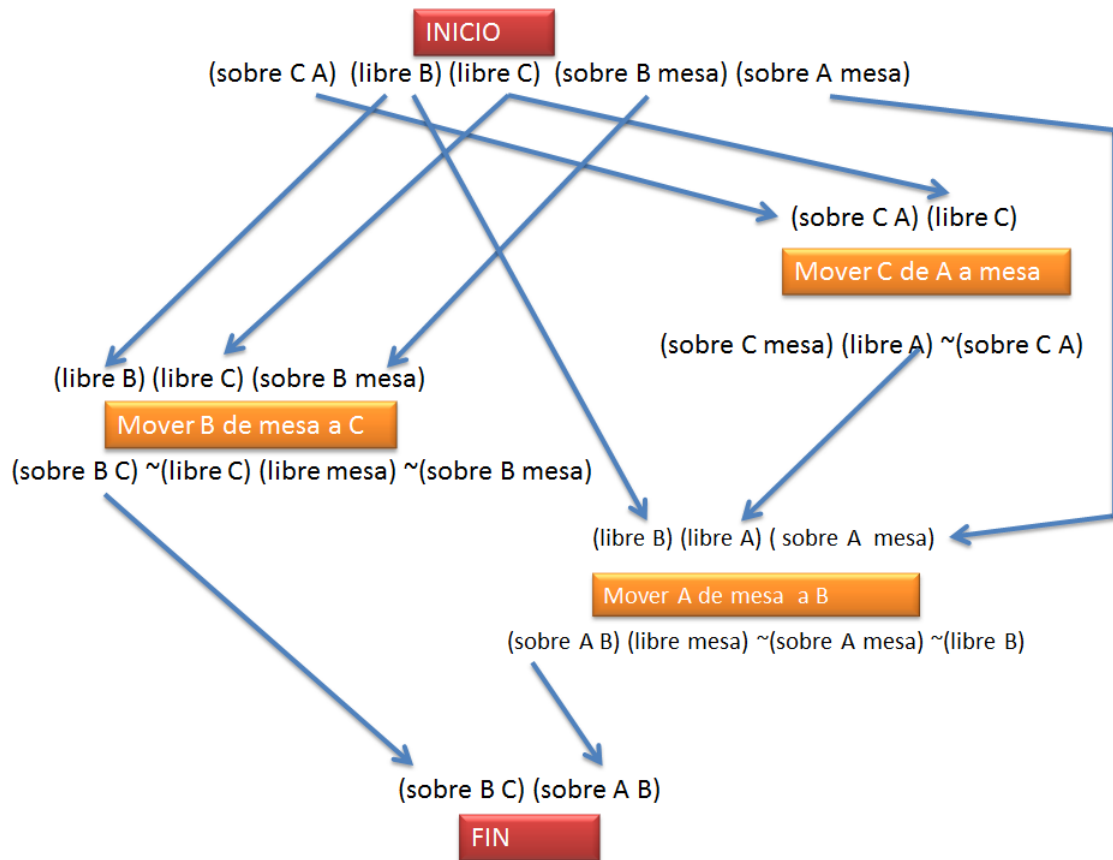 INICIO
(sobre C A) (libre B) (libre C) (sobre B mesa) (sobre A mesa)
(sobre C A) (libre C)
Mover C de A a mesa
(sobre C mesa) (libre A) ~(sobre C A)
(libre B) (libre C) (sobre B mesa)
Mover B de mesa a C
(sobre B C) ~(libre C) (libre mesa) ~(sobre B mesa)
(libre B) (libre A) ( sobre A mesa)
Mover A de mesa a B
(sobre A B) (libre mesa) ~(sobre A mesa) ~(libre B)
(sobre B C) (sobre A B)
FIN